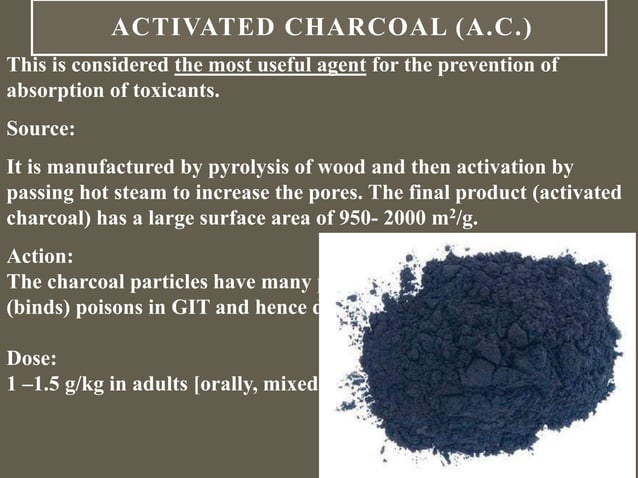 ACTIVATED CHARCOAL (A.C.)
This is considered the most useful agent for the prevention of
absorption of toxicants.
Source:
It is manufactured by pyrolysis of wood and then activation by
passing hot steam to increase the pores. The final product (activated
charcoal) has a large surface area of 950- 2000 m²/g.
Action:
The charcoal particles have many
(binds) poisons in GIT and hence
Dose:
1 –1.5 g/kg in adults [orally, mixed